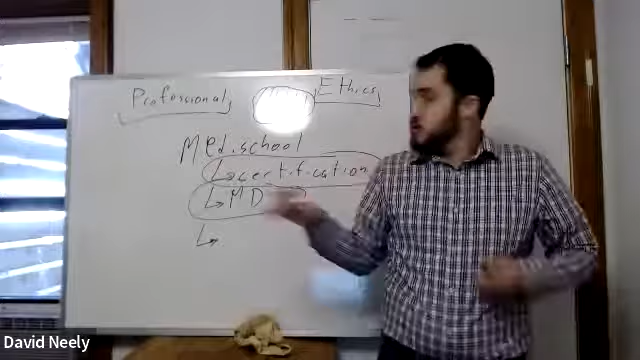 Professional Ethics
Med. school
↳ certification
↳ MD
↳
David Neely